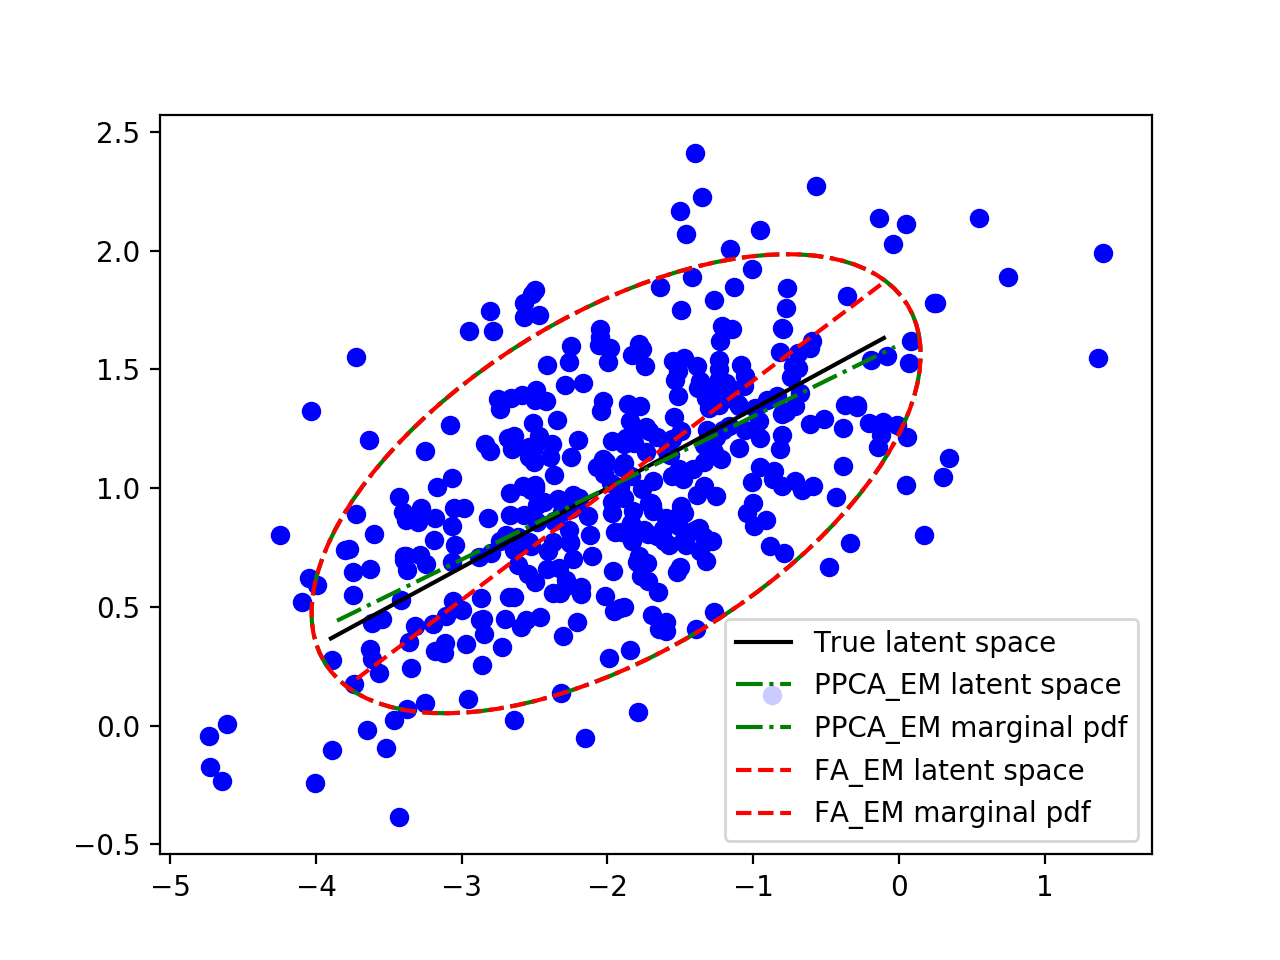 2.5
2.0
1.5
1.0
0.5
0.0
−0.5
True latent space
PPCA_EM latent space
PPCA_EM marginal pdf
FA_EM latent space
FA_EM marginal pdf
−5 −4 −3 −2 −1 0 1